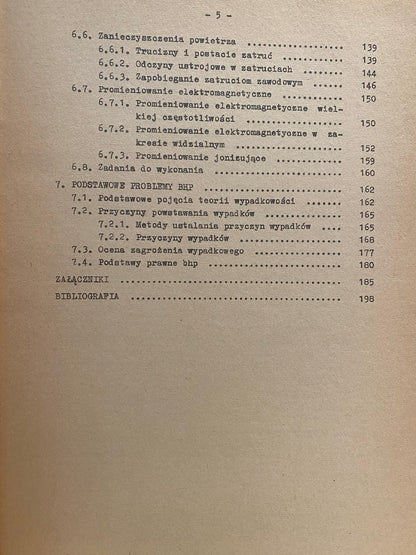 - 5 -
6.6. Zanieczyszczenia powietrza .................. 139
6.6.1. Trucizny i postacie zatruć ............ 139
6.6.2. Odczyny ustrojowe w zatruciach ........ 144
6.6.3. Zapobieganie zatruciom zawodowym ...... 146
6.7. Promieniowanie elektromagnetyczne ............ 150
6.7.1. Promieniowanie elektromagnetyczne wiel-
kiej częstotliwości ................... 150
6.7.2. Promieniowanie elektromagnetyczne w za-
kresie widzialnym ..................... 152
6.7.3. Promieniowanie jonizujące ............. 159
6.8. Zadania do wykonania ......................... 160
7. PODSTAWOWE PROBLEMY BHP ......................... 162
7.1. Podstawowe pojęcia teorii wypadkowości ....... 162
7.2. Przyczyny powstawania wypadków ............... 165
7.2.1. Metody ustalania przyczyn wypadków .... 165
7.2.2. Przyczyny wypadków .................... 168
7.3. Ocena zagrożenia wypadkowego ................. 177
7.4. Podstawy prawne bhp .......................... 180
ZAŁĄCZNIKI ......................................... 185
BIBLIOGRAFIA ....................................... 198